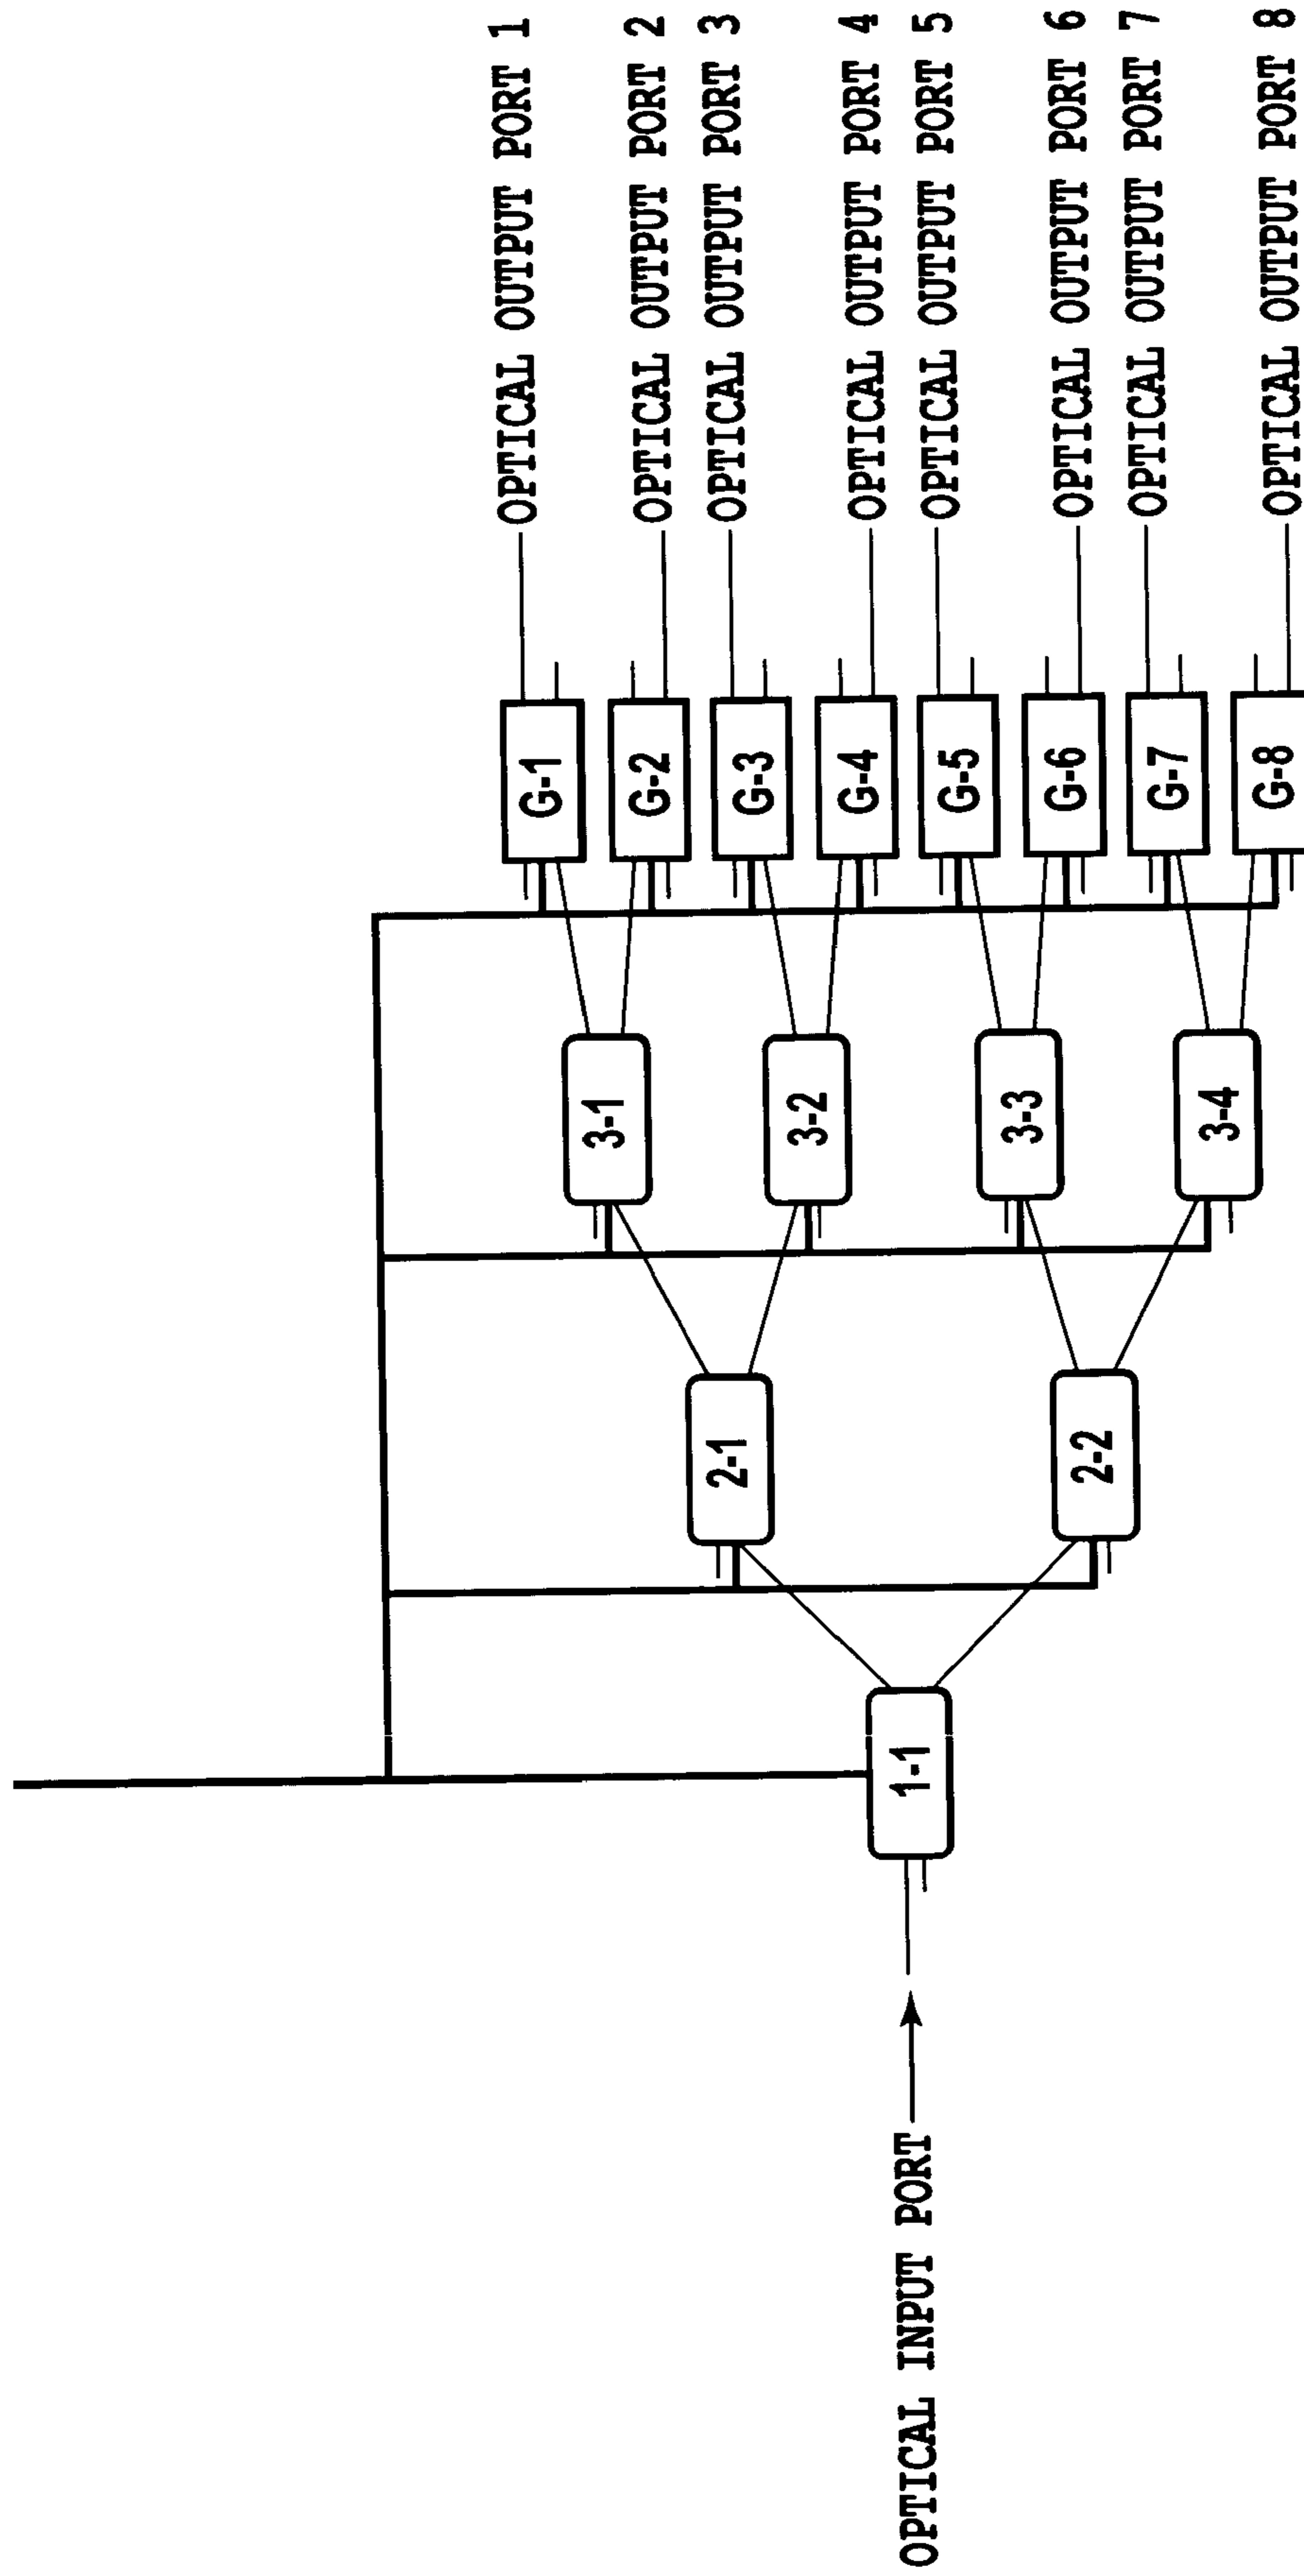 OPTICAL INPUT PORT
1-1
2-1
2-2
3-1
3-2
3-3
3-4
G-1
G-2
G-3
G-4
G-5
G-6
G-7
G-8
OPTICAL OUTPUT PORT 1
OPTICAL OUTPUT PORT 2
OPTICAL OUTPUT PORT 3
OPTICAL OUTPUT PORT 4
OPTICAL OUTPUT PORT 5
OPTICAL OUTPUT PORT 6
OPTICAL OUTPUT PORT 7
OPTICAL OUTPUT PORT 8